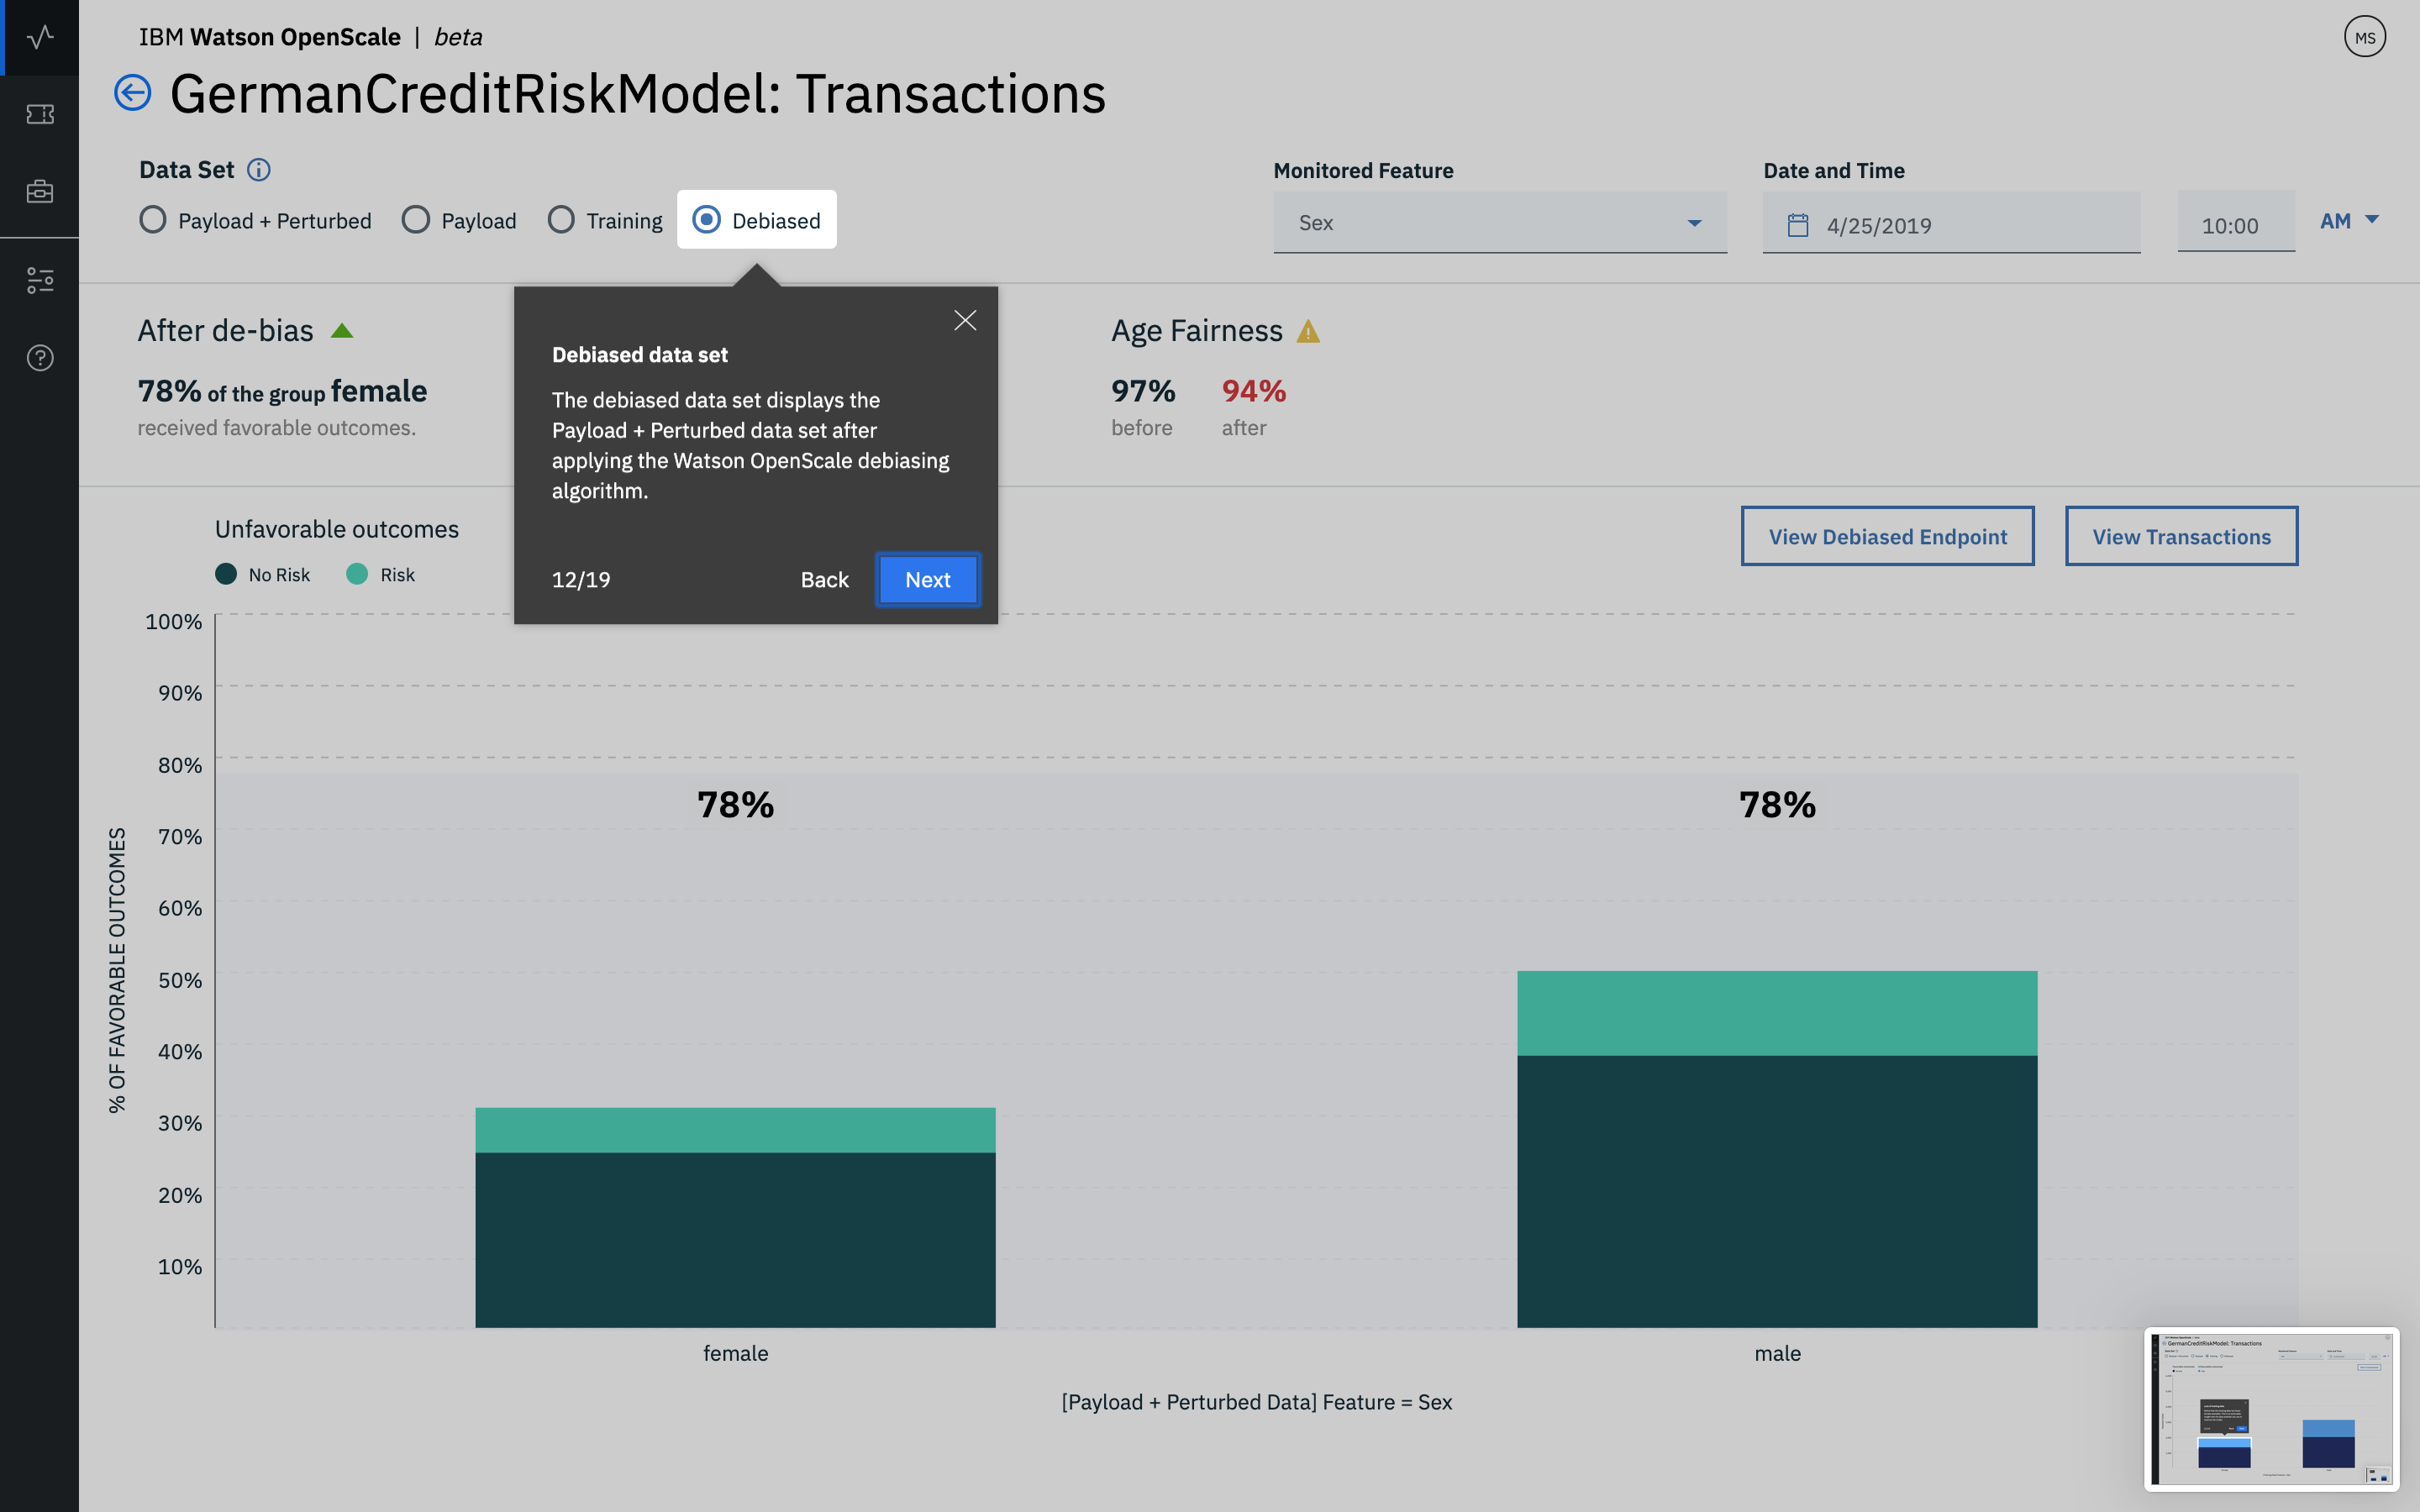 IBM Watson OpenScale | beta
MS
GermanCreditRiskModel: Transactions
Data Set
Payload + Perturbed
Payload
Training
Debiased
Monitored Feature
Sex
Date and Time
4/25/2019
10:00
AM
After de-bias
78% of the group female
received favorable outcomes.
Debiased data set
The debiased data set displays the
Payload + Perturbed data set after
applying the Watson OpenScale debiasing
algorithm.
12/19
Back
Next
Age Fairness
97%
before
94%
after
Unfavorable outcomes
No Risk
Risk
View Debiased Endpoint
View Transactions
% OF FAVORABLE OUTCOMES
100%
90%
80%
70%
60%
50%
40%
30%
20%
10%
78%
78%
female
male
[Payload + Perturbed Data] Feature = Sex
GermanCreditRiskModel: Transactions